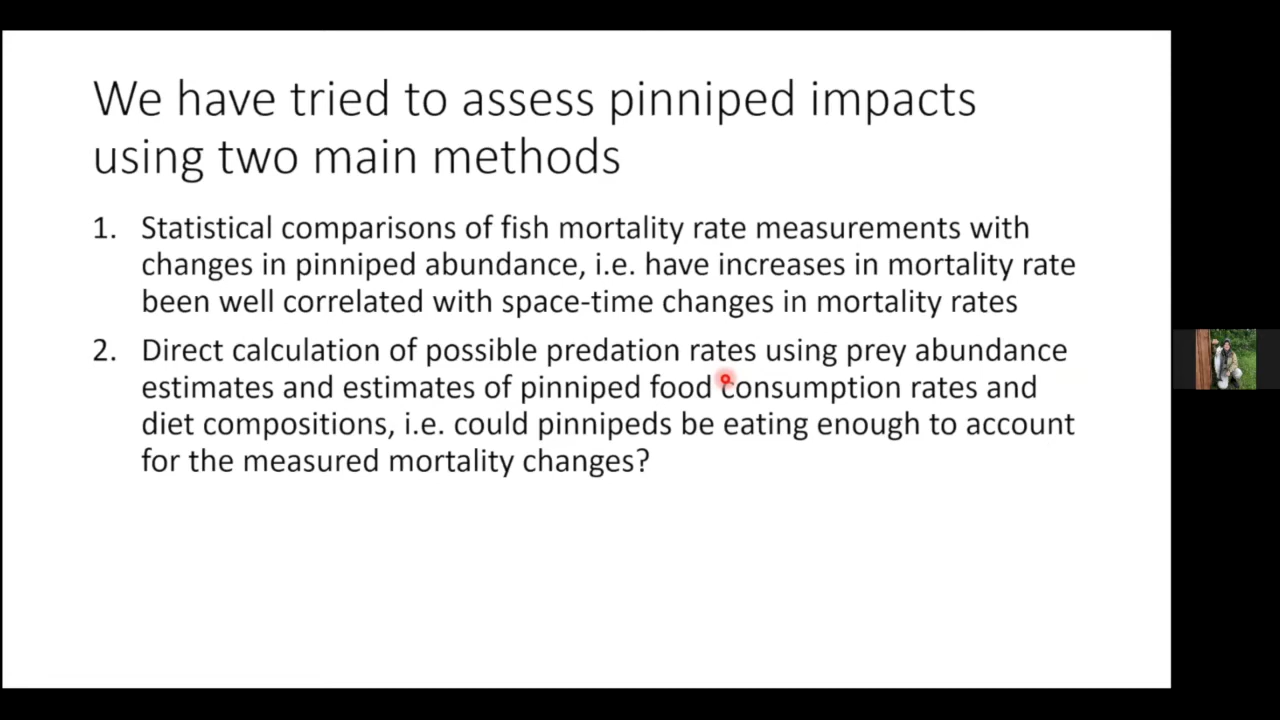 We have tried to assess pinniped impacts
using two main methods
1. Statistical comparisons of fish mortality rate measurements with
changes in pinniped abundance, i.e. have increases in mortality rate
been well correlated with space-time changes in mortality rates
2. Direct calculation of possible predation rates using prey abundance
estimates and estimates of pinniped food consumption rates and
diet compositions, i.e. could pinnipeds be eating enough to account
for the measured mortality changes?